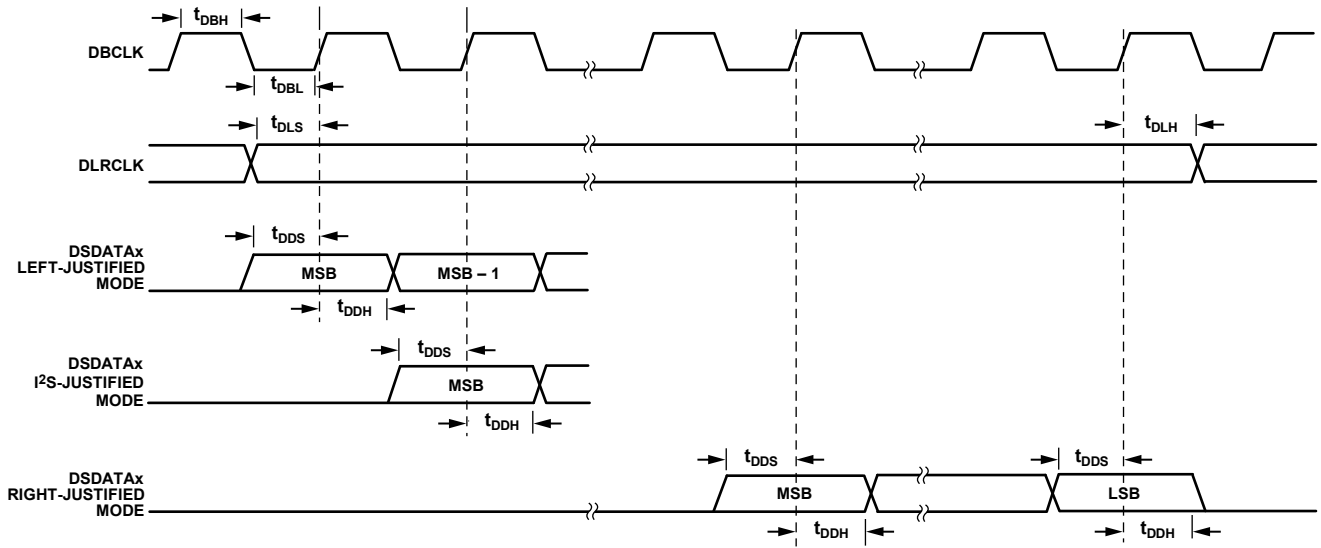 tDBH
DBCLK
tDBL
tDLS
tDLH
DLRCLK
tDDS
DSDATAx
LEFT-JUSTIFIED
MODE
MSB
MSB – 1
tDDH
tDDS
DSDATAx
I2S-JUSTIFIED
MODE
MSB
tDDH
tDDS
tDDS
DSDATAx
RIGHT-JUSTIFIED
MODE
MSB
LSB
tDDH
tDDH